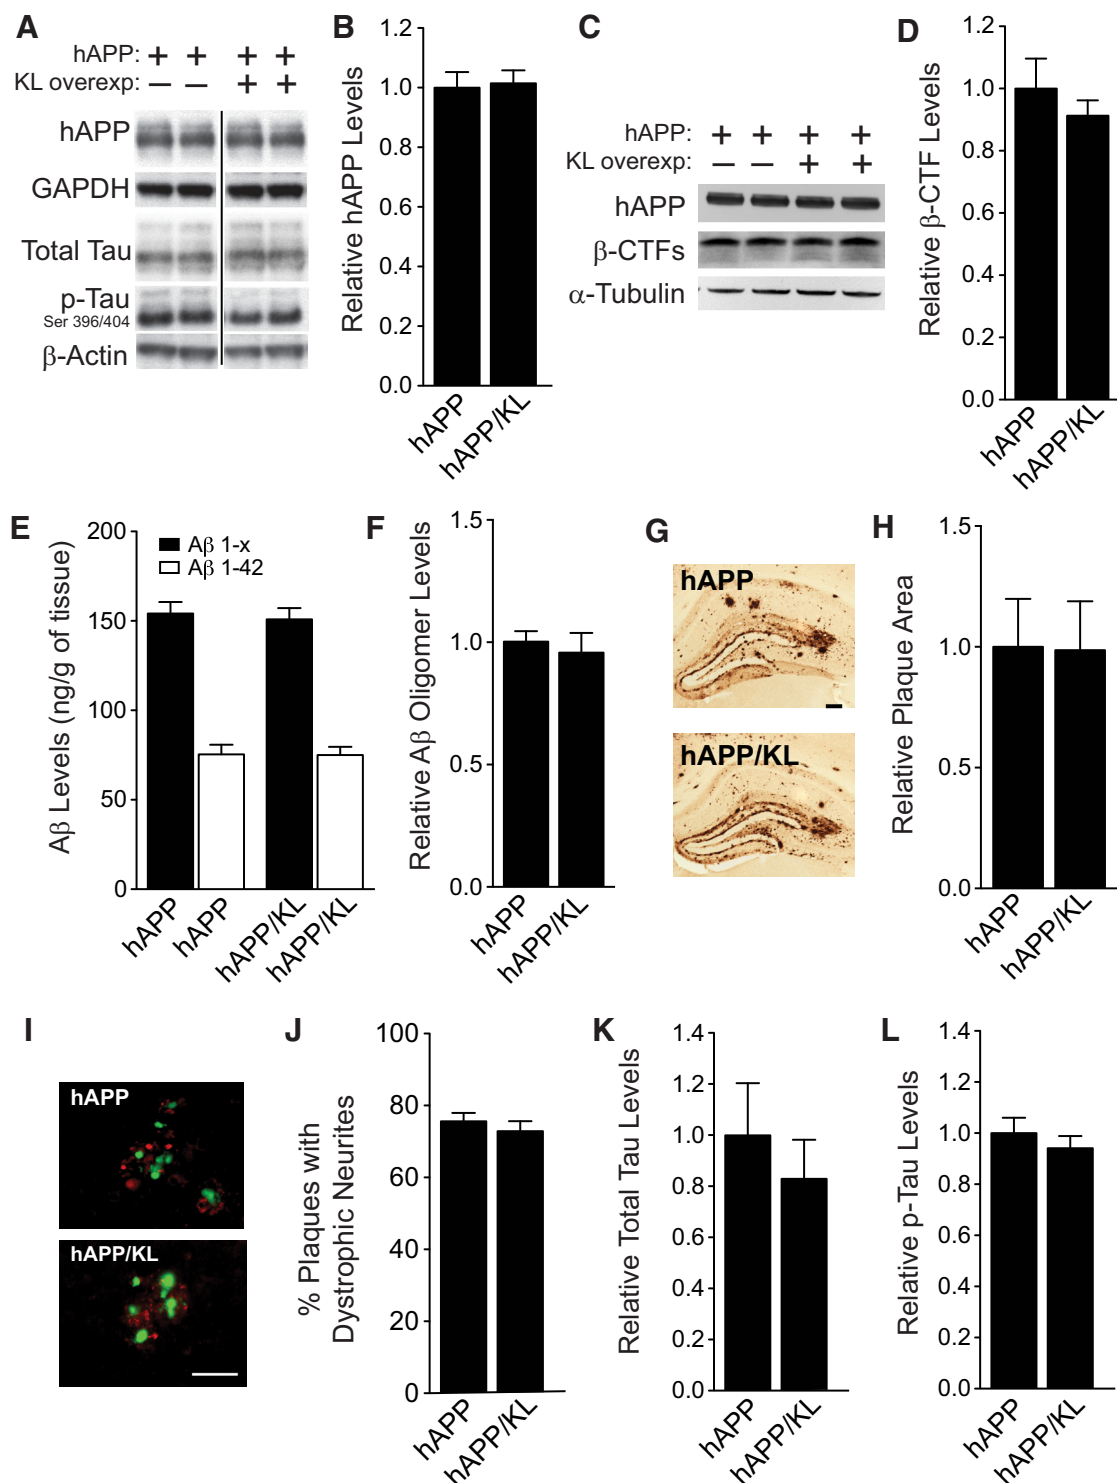 A
hAPP: + + + +
KL overexp: — — + +
hAPP
GAPDH
Total Tau
p-Tau
Ser 396/404
β-Actin
B
Relative hAPP Levels
1.2
1.0
0.8
0.6
0.4
0.2
0.0
hAPP
hAPP/KL
C
hAPP: + + + +
KL overexp: — — + +
hAPP
β-CTFs
α-Tubulin
D
Relative β-CTF Levels
1.2
1.0
0.8
0.6
0.4
0.2
0.0
hAPP
hAPP/KL
E
Aβ Levels (ng/g of tissue)
200
150
100
50
0
Aβ 1-x
Aβ 1-42
hAPP
hAPP
hAPP/KL
hAPP/KL
F
Relative Aβ Oligomer Levels
1.5
1.0
0.5
0.0
hAPP
hAPP/KL
G
hAPP
hAPP/KL
H
Relative Plaque Area
1.5
1.0
0.5
0.0
hAPP
hAPP/KL
I
hAPP
hAPP/KL
J
% Plaques with
Dystrophic Neurites
100
80
60
40
20
0
hAPP
hAPP/KL
K
Relative Total Tau Levels
1.4
1.2
1.0
0.8
0.6
0.4
0.2
0.0
hAPP
hAPP/KL
L
Relative p-Tau Levels
1.4
1.2
1.0
0.8
0.6
0.4
0.2
0.0
hAPP
hAPP/KL